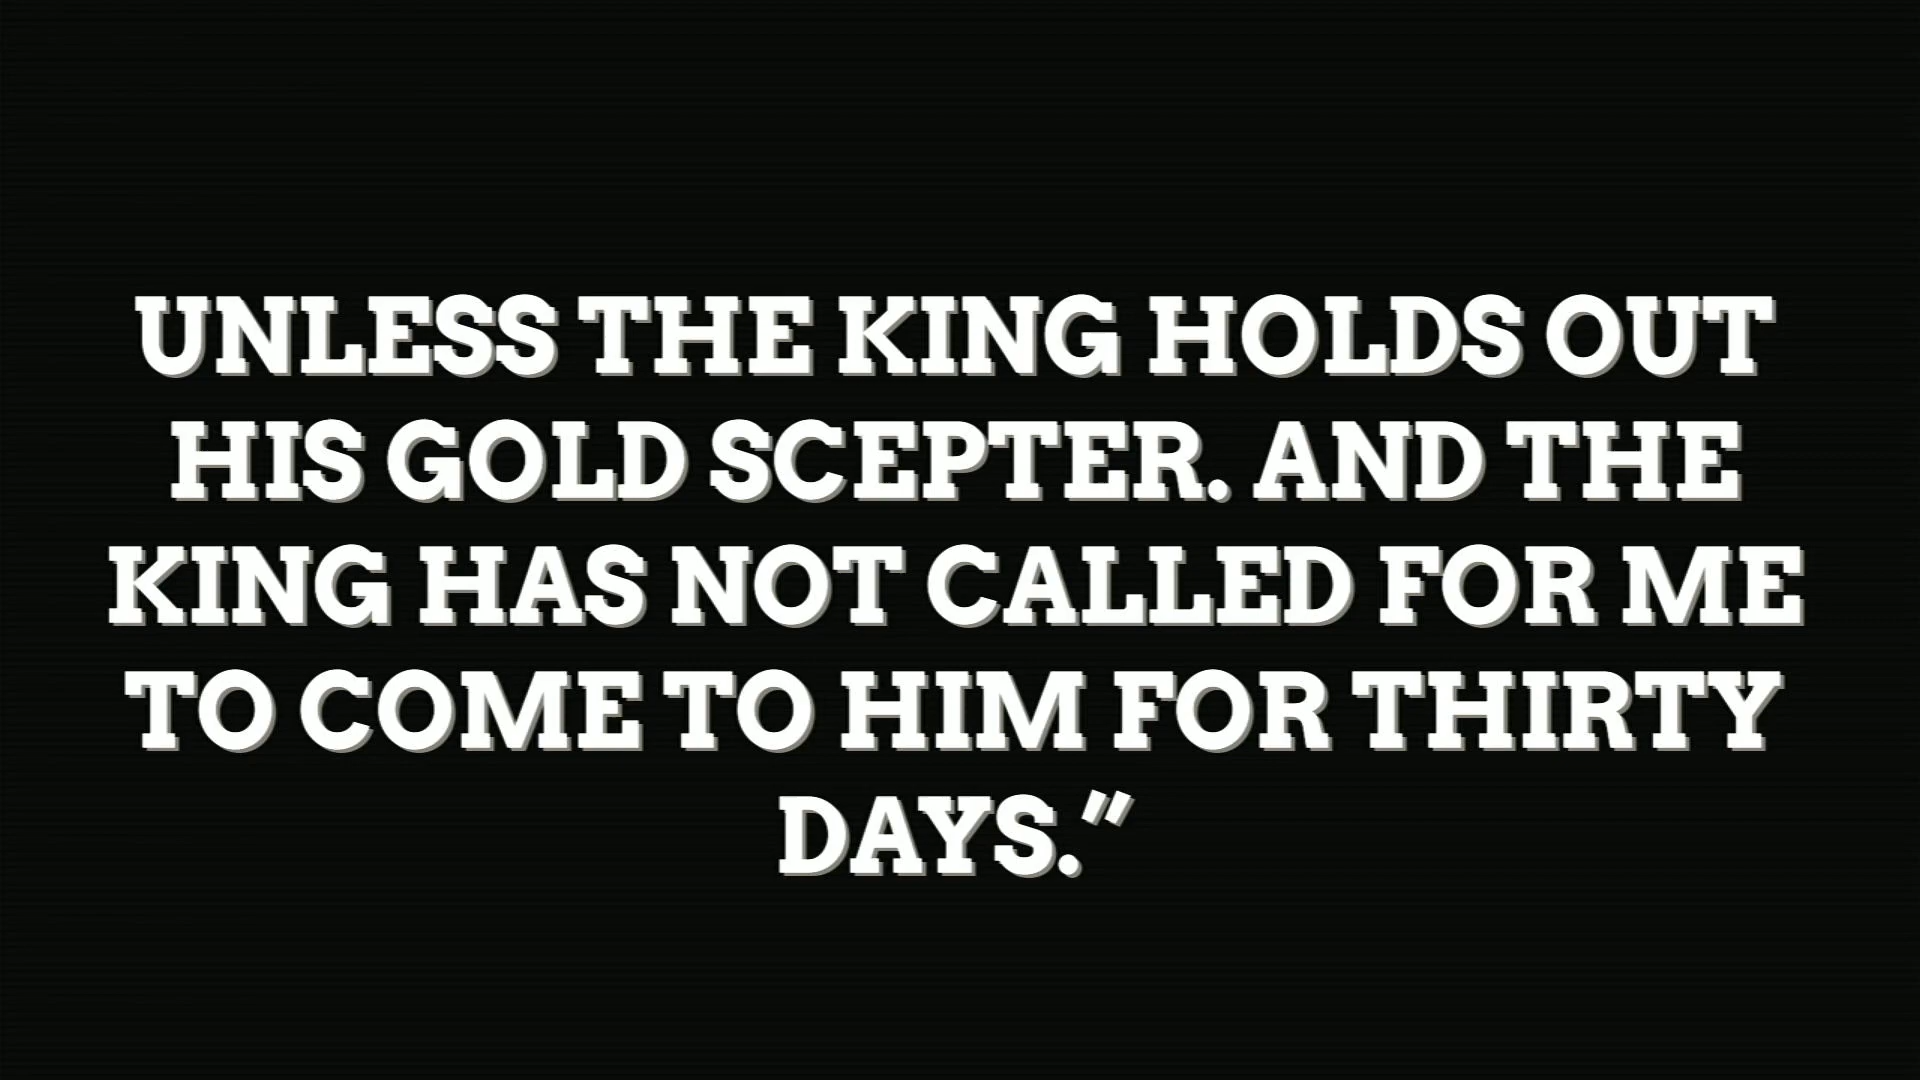 UNLESS THE KING HOLDS OUT
HIS GOLD SCEPTER. AND THE
KING HAS NOT CALLED FOR ME
TO COME TO HIM FOR THIRTY
DAYS.”